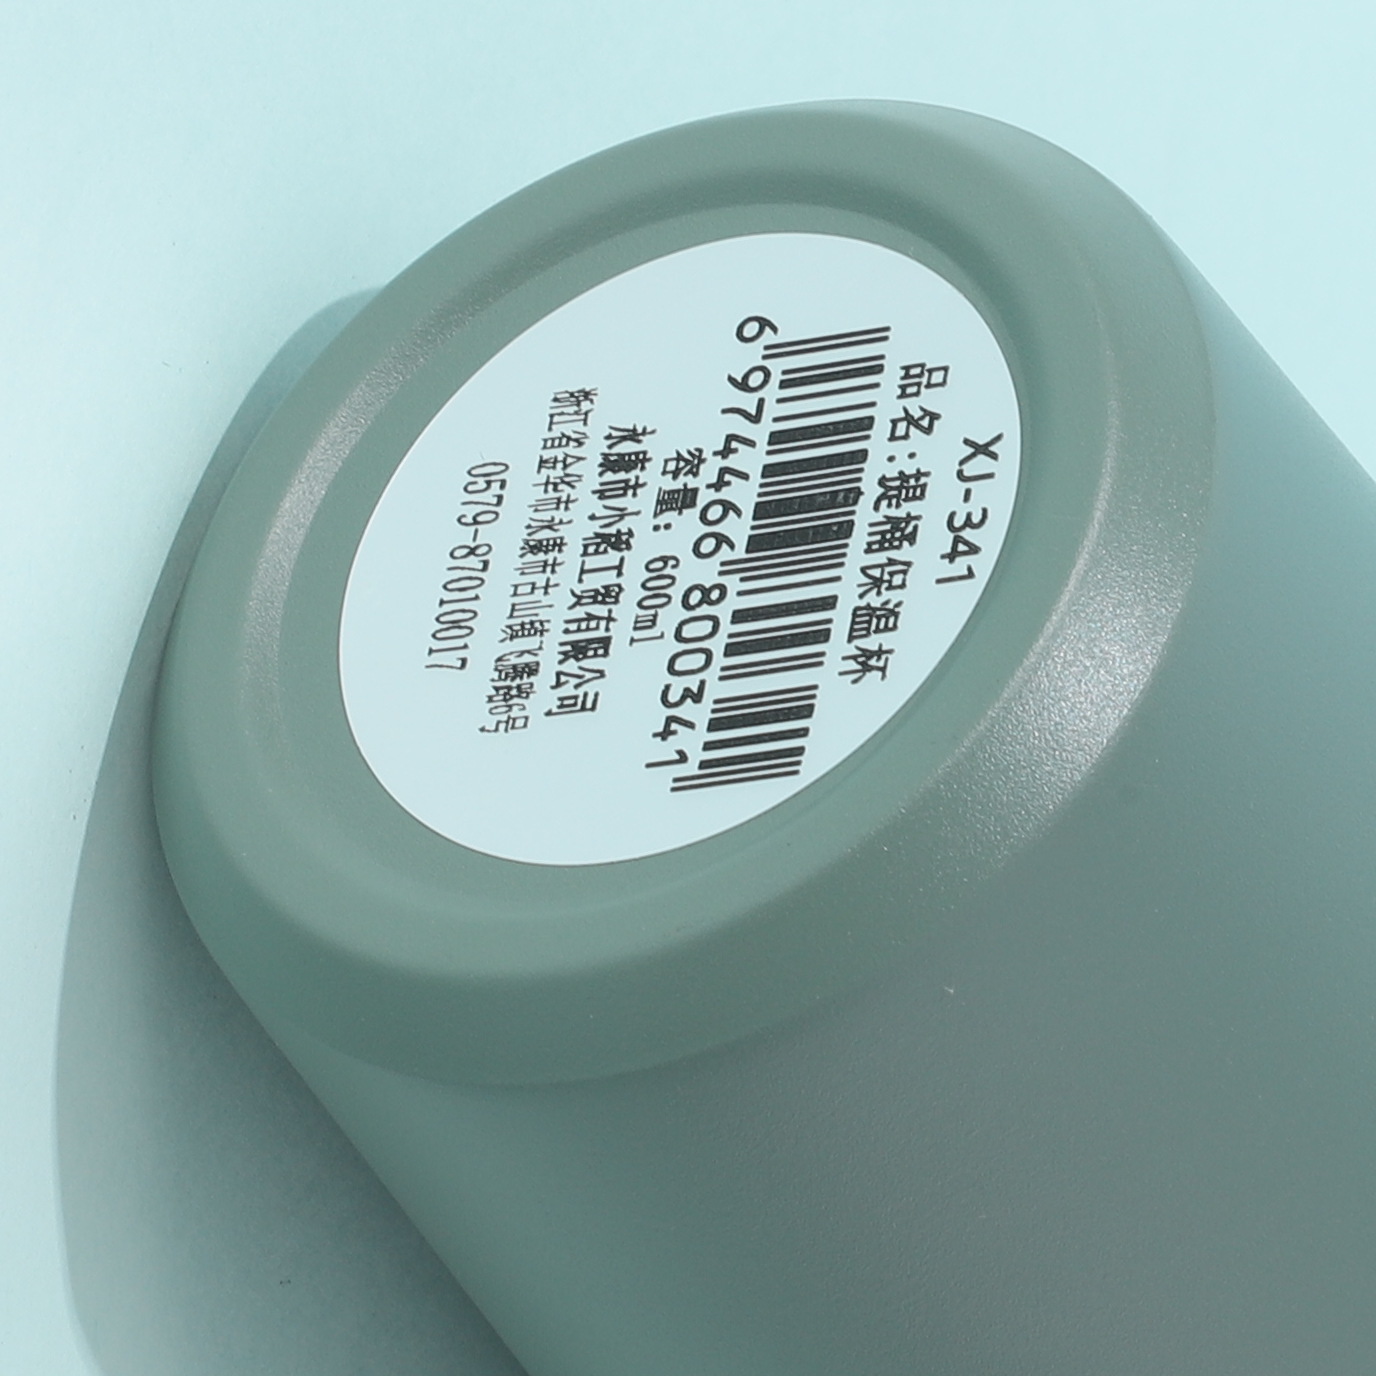 XJ-341
品名:提桶保温杯
6 974466 800341
容量: 600ml
永康市小稻工贸有限公司
浙江省金华市永康市古山镇飞腾路6号
0579-87010017